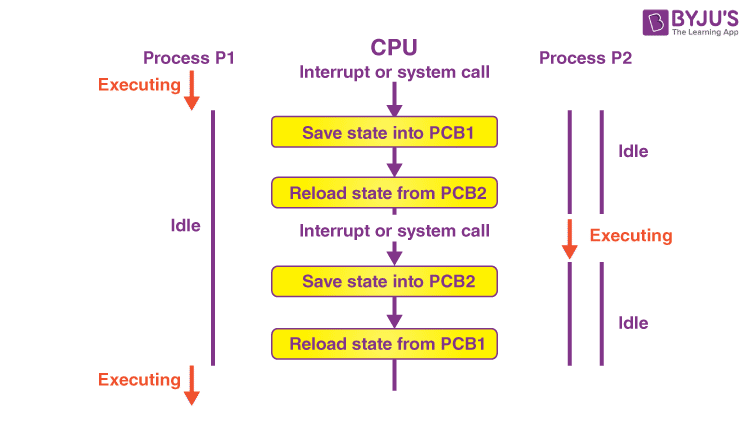 BYJU'S
The Learning App
CPU
Process P1
Process P2
Interrupt or system call
Executing
Save state into PCB1
Idle
Reload state from PCB2
Idle
Interrupt or system call
Executing
Save state into PCB2
Idle
Reload state from PCB1
Executing